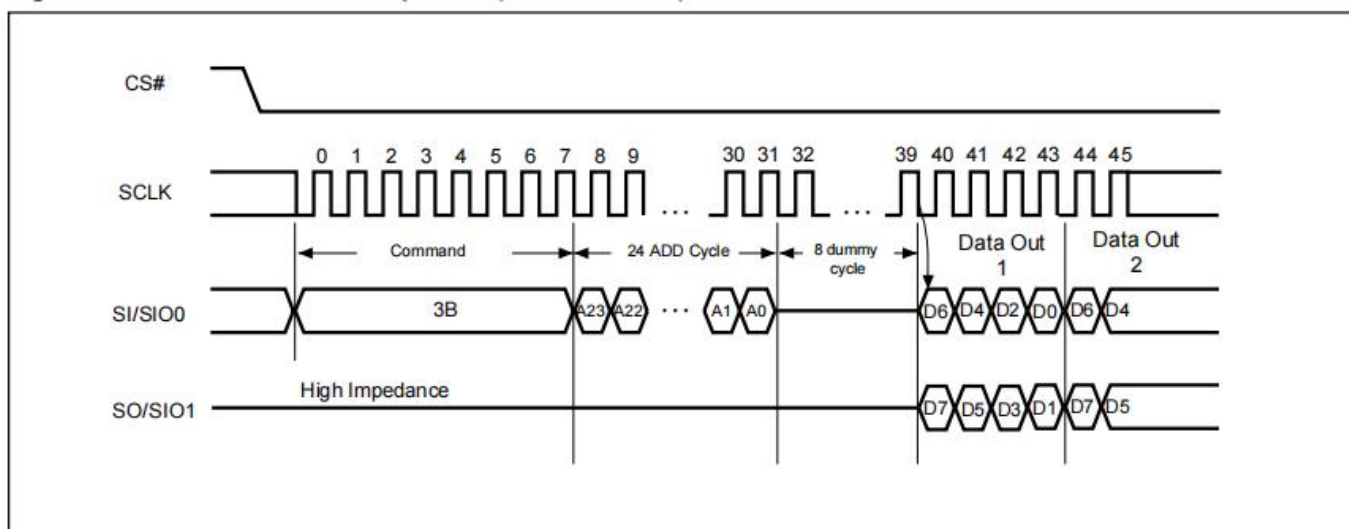 CS#
0 1 2 3 4 5 6 7 8 9 30 31 32 39 40 41 42 43 44 45
SCLK
... ...
Command 24 ADD Cycle 8 dummy Data Out Data Out
cycle 1 2
SI/SIO0 3B A23 A22 ... A1 A0 D6 D4 D2 D0 D6 D4
High Impedance
SO/SIO1 D7 D5 D3 D1 D7 D5